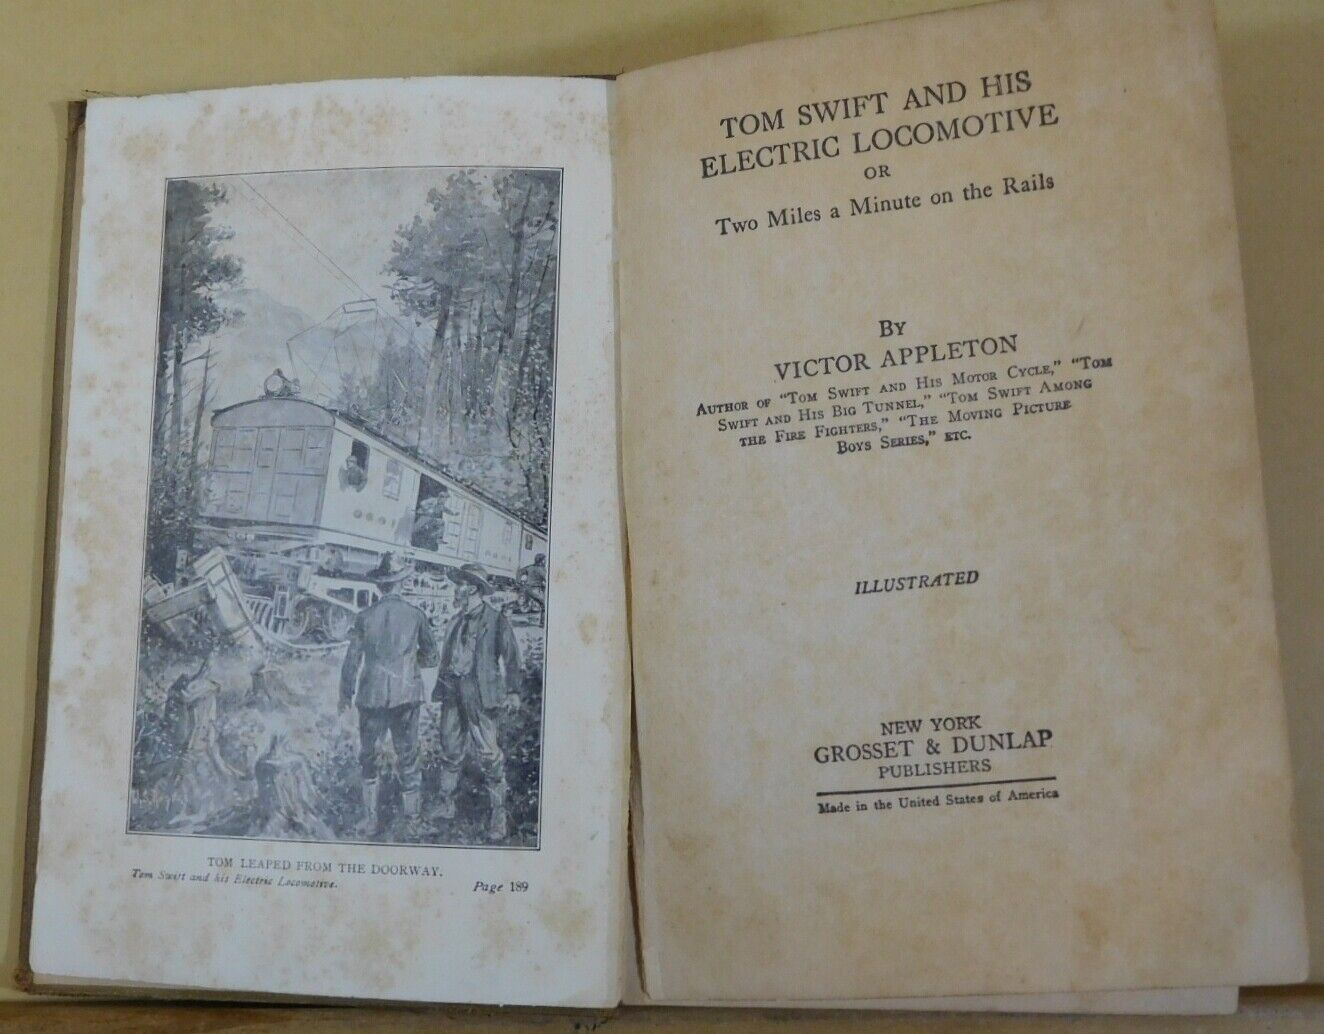 TOM LEAPED FROM THE DOORWAY.
Tom Swift and his Electric Locomotive.
Page 189
TOM SWIFT AND HIS
ELECTRIC LOCOMOTIVE
OR
Two Miles a Minute on the Rails
BY
VICTOR APPLETON
AUTHOR OF "TOM SWIFT AND HIS MOTOR CYCLE," "TOM
SWIFT AND HIS BIG TUNNEL," "TOM SWIFT AMONG
THE FIRE FIGHTERS," "THE MOVING PICTURE
BOYS SERIES," ETC.
ILLUSTRATED
NEW YORK
GROSSET & DUNLAP
PUBLISHERS
Made in the United States of America